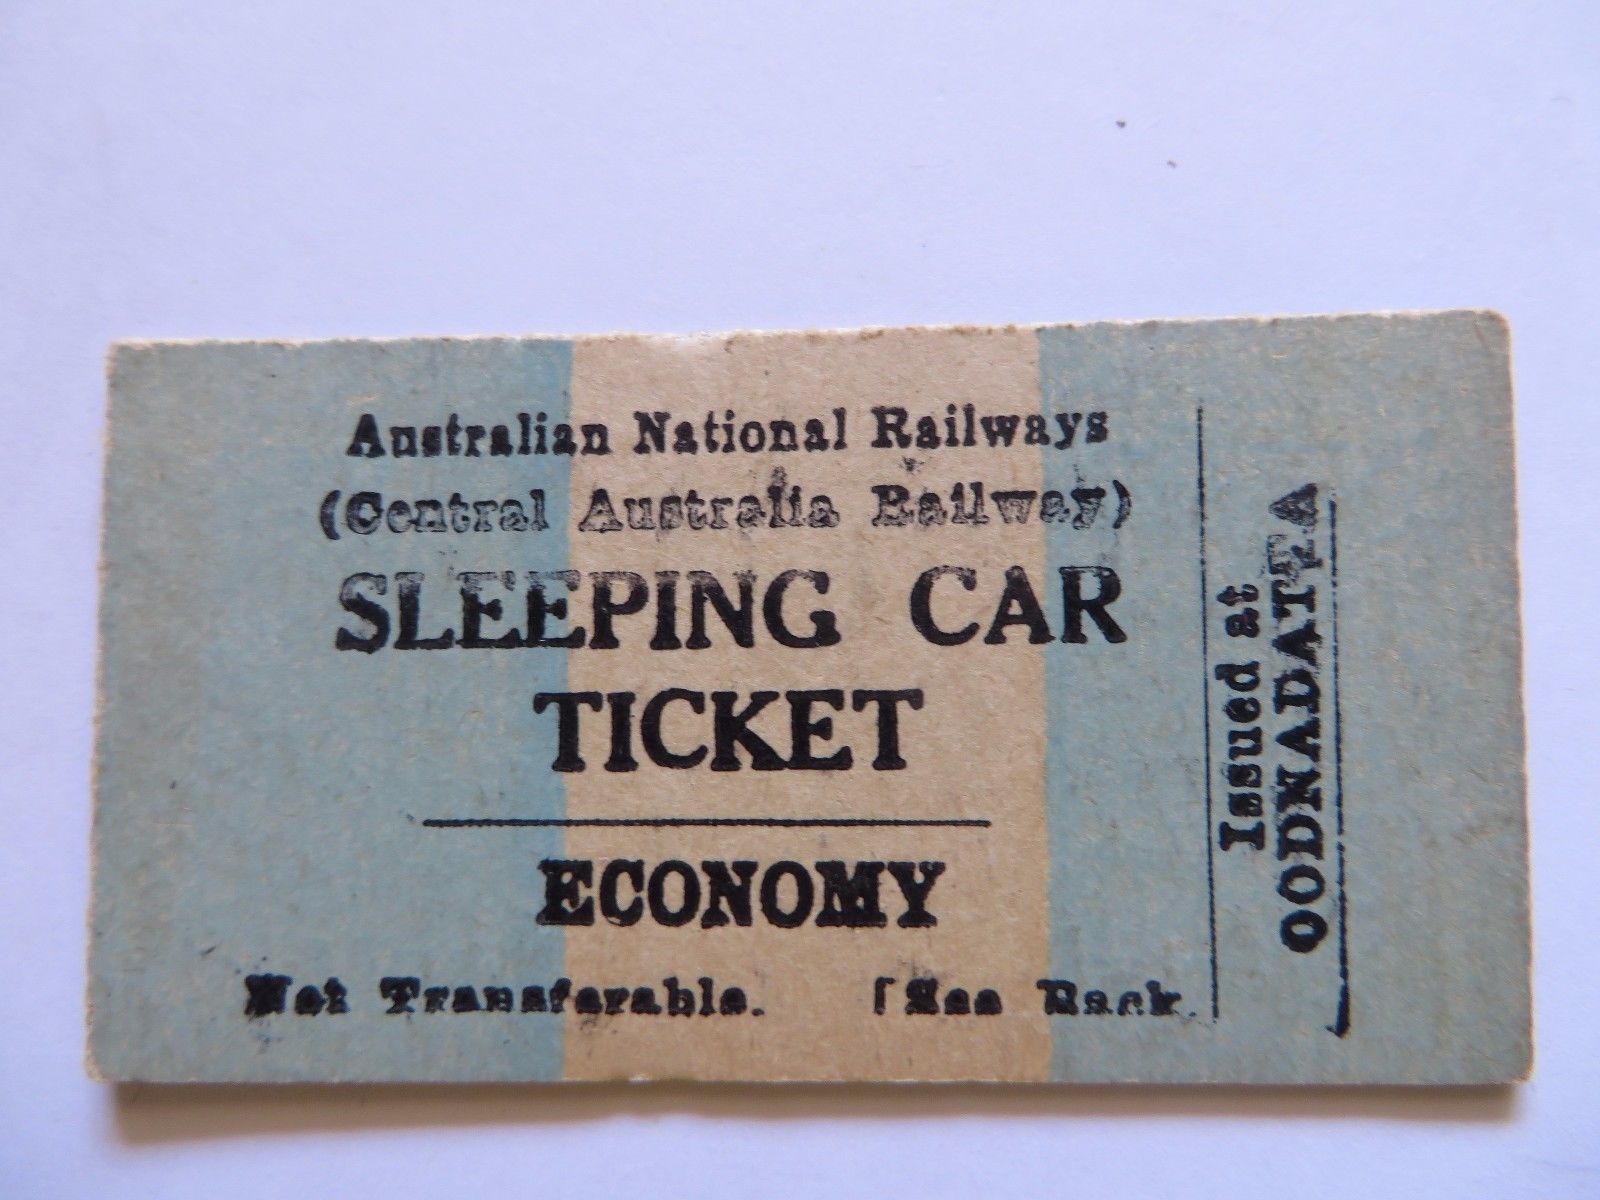 Australian National Railways
(Central Australia Railway)
SLEEPING CAR
TICKET
ECONOMY
Not Transferable. [See Back.
Issued at
OODNADATTA